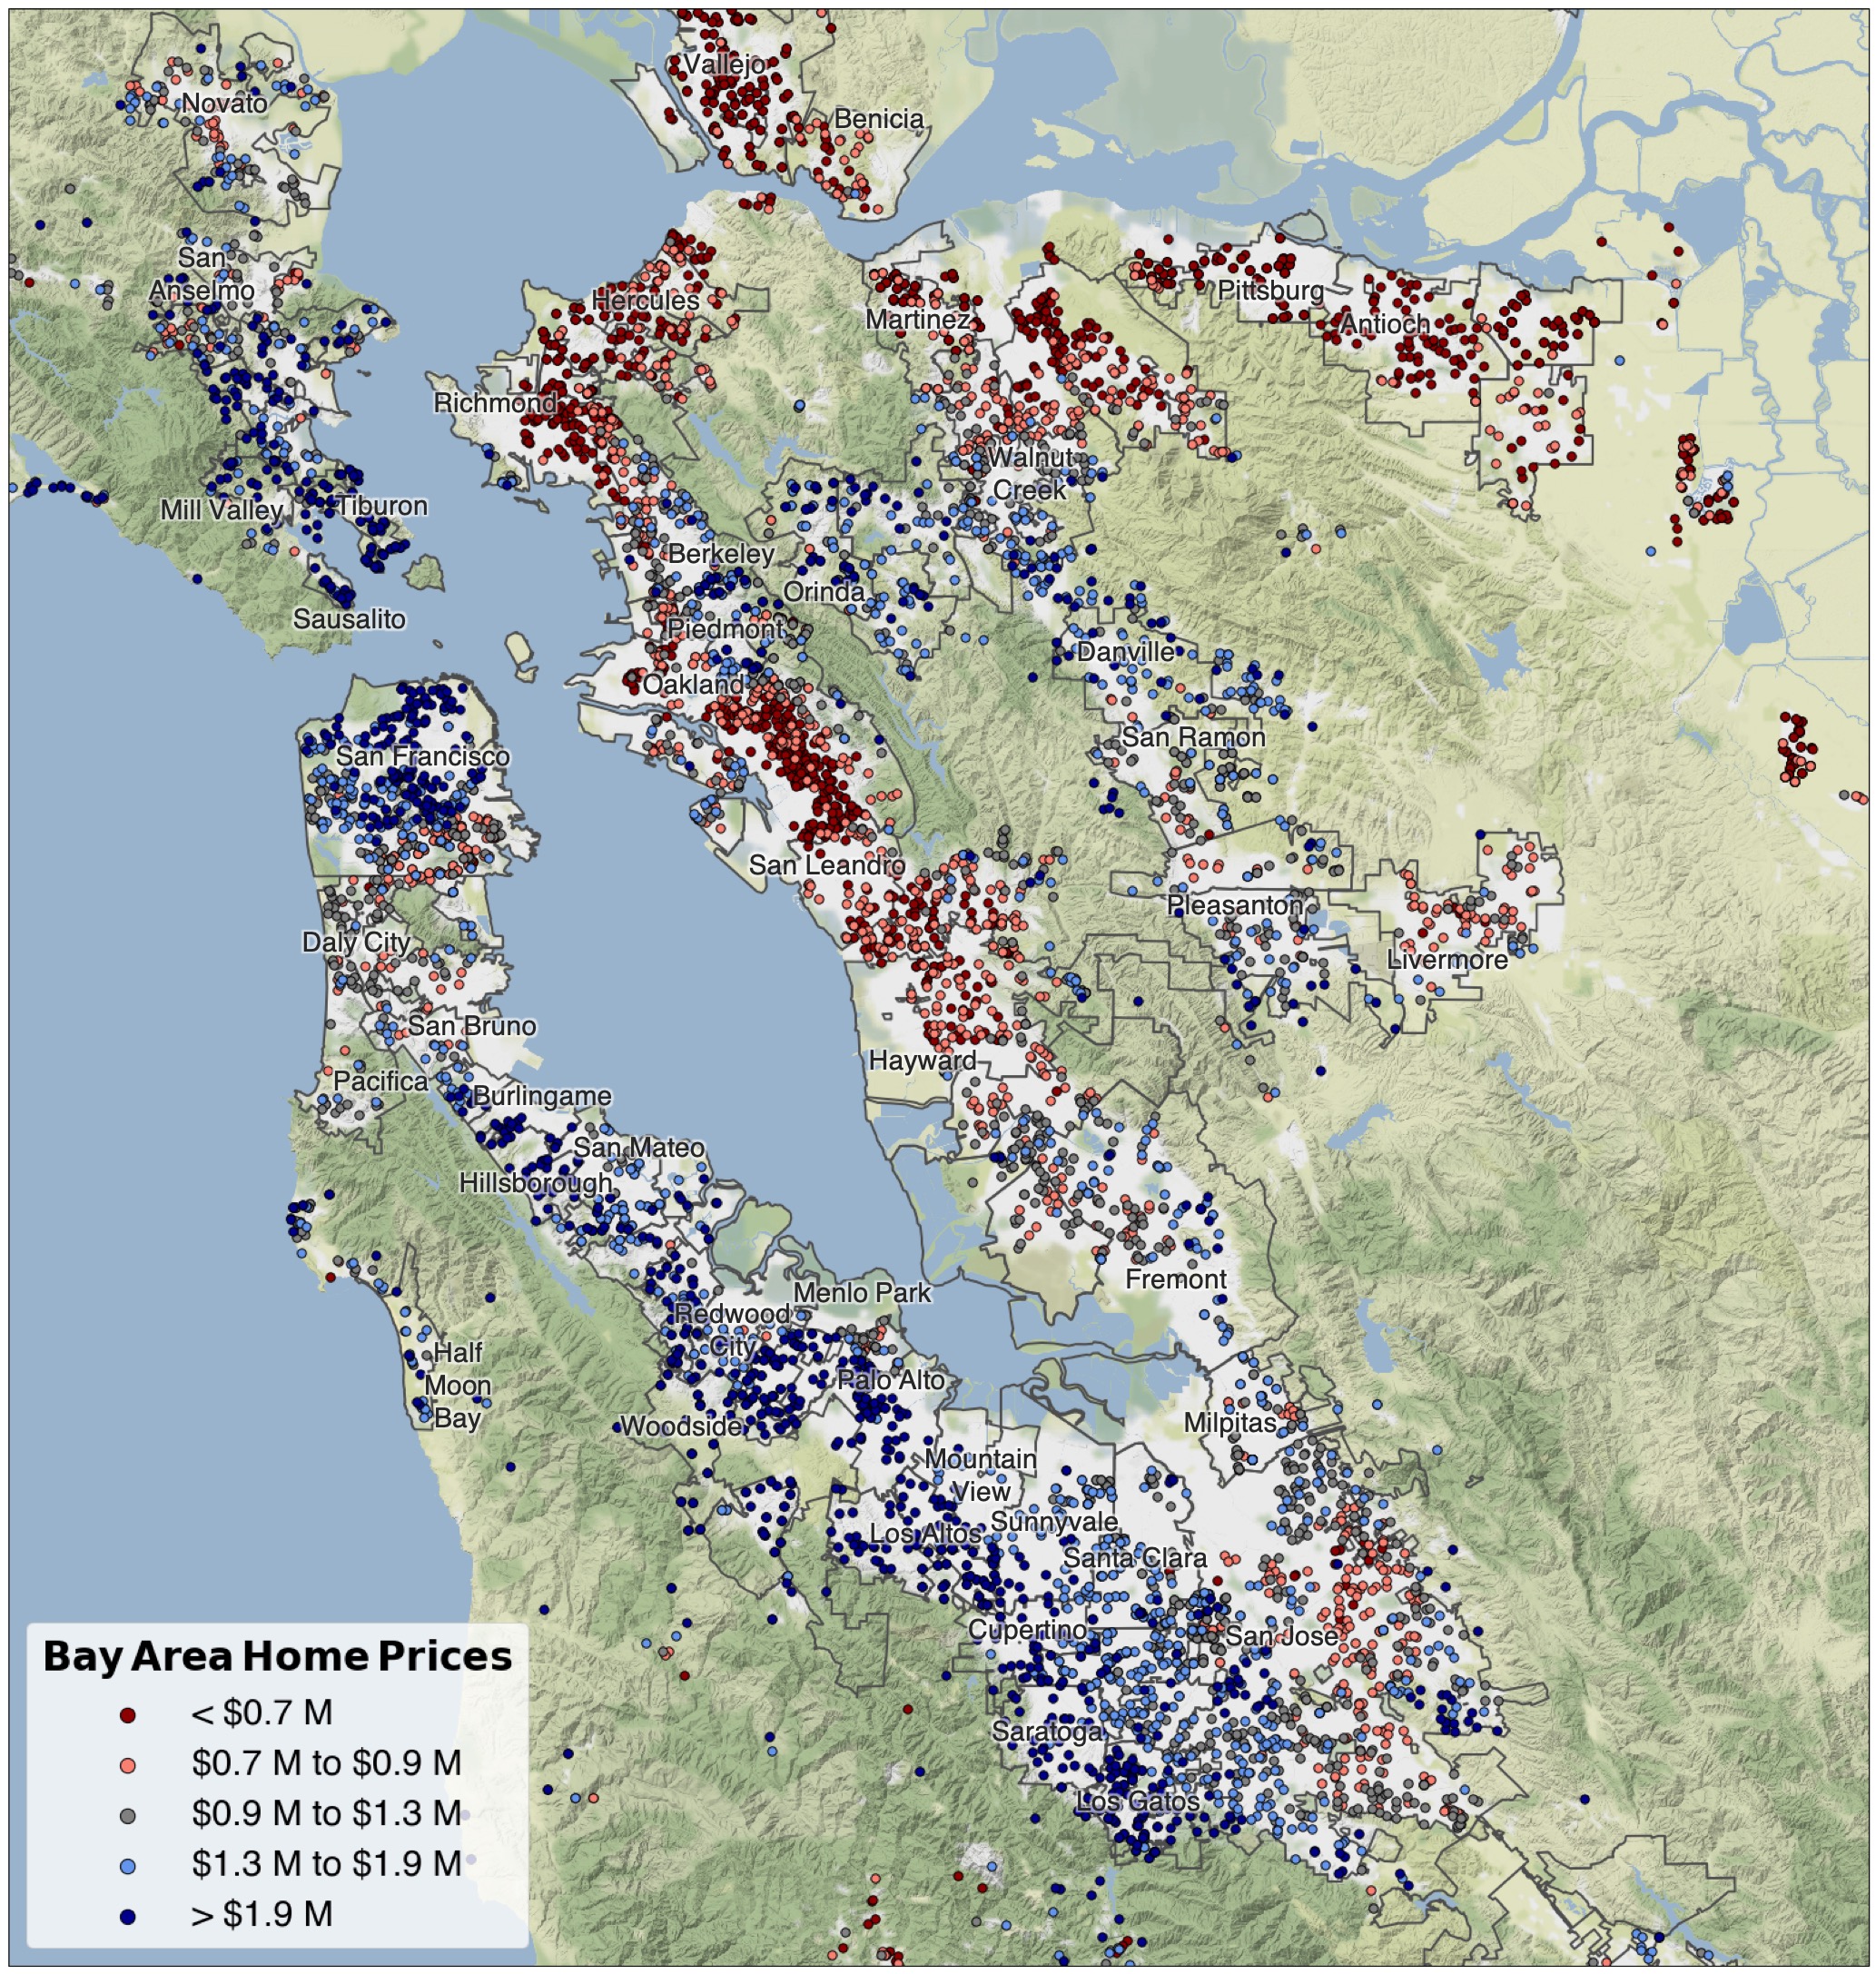 Vallejo
Novato
Benicia
San
Anselmo
Hercules
Martinez
Pittsburg
Antioch
Richmond
Walnut
Creek
Mill Valley
Tiburon
Berkeley
Orinda
Sausalito
Piedmont
Danville
Oakland
San Ramon
San Francisco
San Leandro
Pleasanton
Daly City
Livermore
San Bruno
Hayward
Pacifica
Burlingame
San Mateo
Hillsborough
Fremont
Menlo Park
Redwood
City
Half
Moon
Bay
Palo Alto
Woodside
Milpitas
Mountain
View
Los Altos
Sunnyvale
Santa Clara
Cupertino
San Jose
Saratoga
Los Gatos
Bay Area Home Prices
< $0.7 M
$0.7 M to $0.9 M
$0.9 M to $1.3 M
$1.3 M to $1.9 M
> $1.9 M